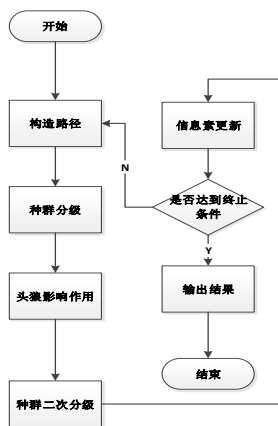 开始
构造路径
种群分级
头狼影响作用
种群二次分级
信息素更新
是否达到终止
条件
N
Y
输出结果
结束